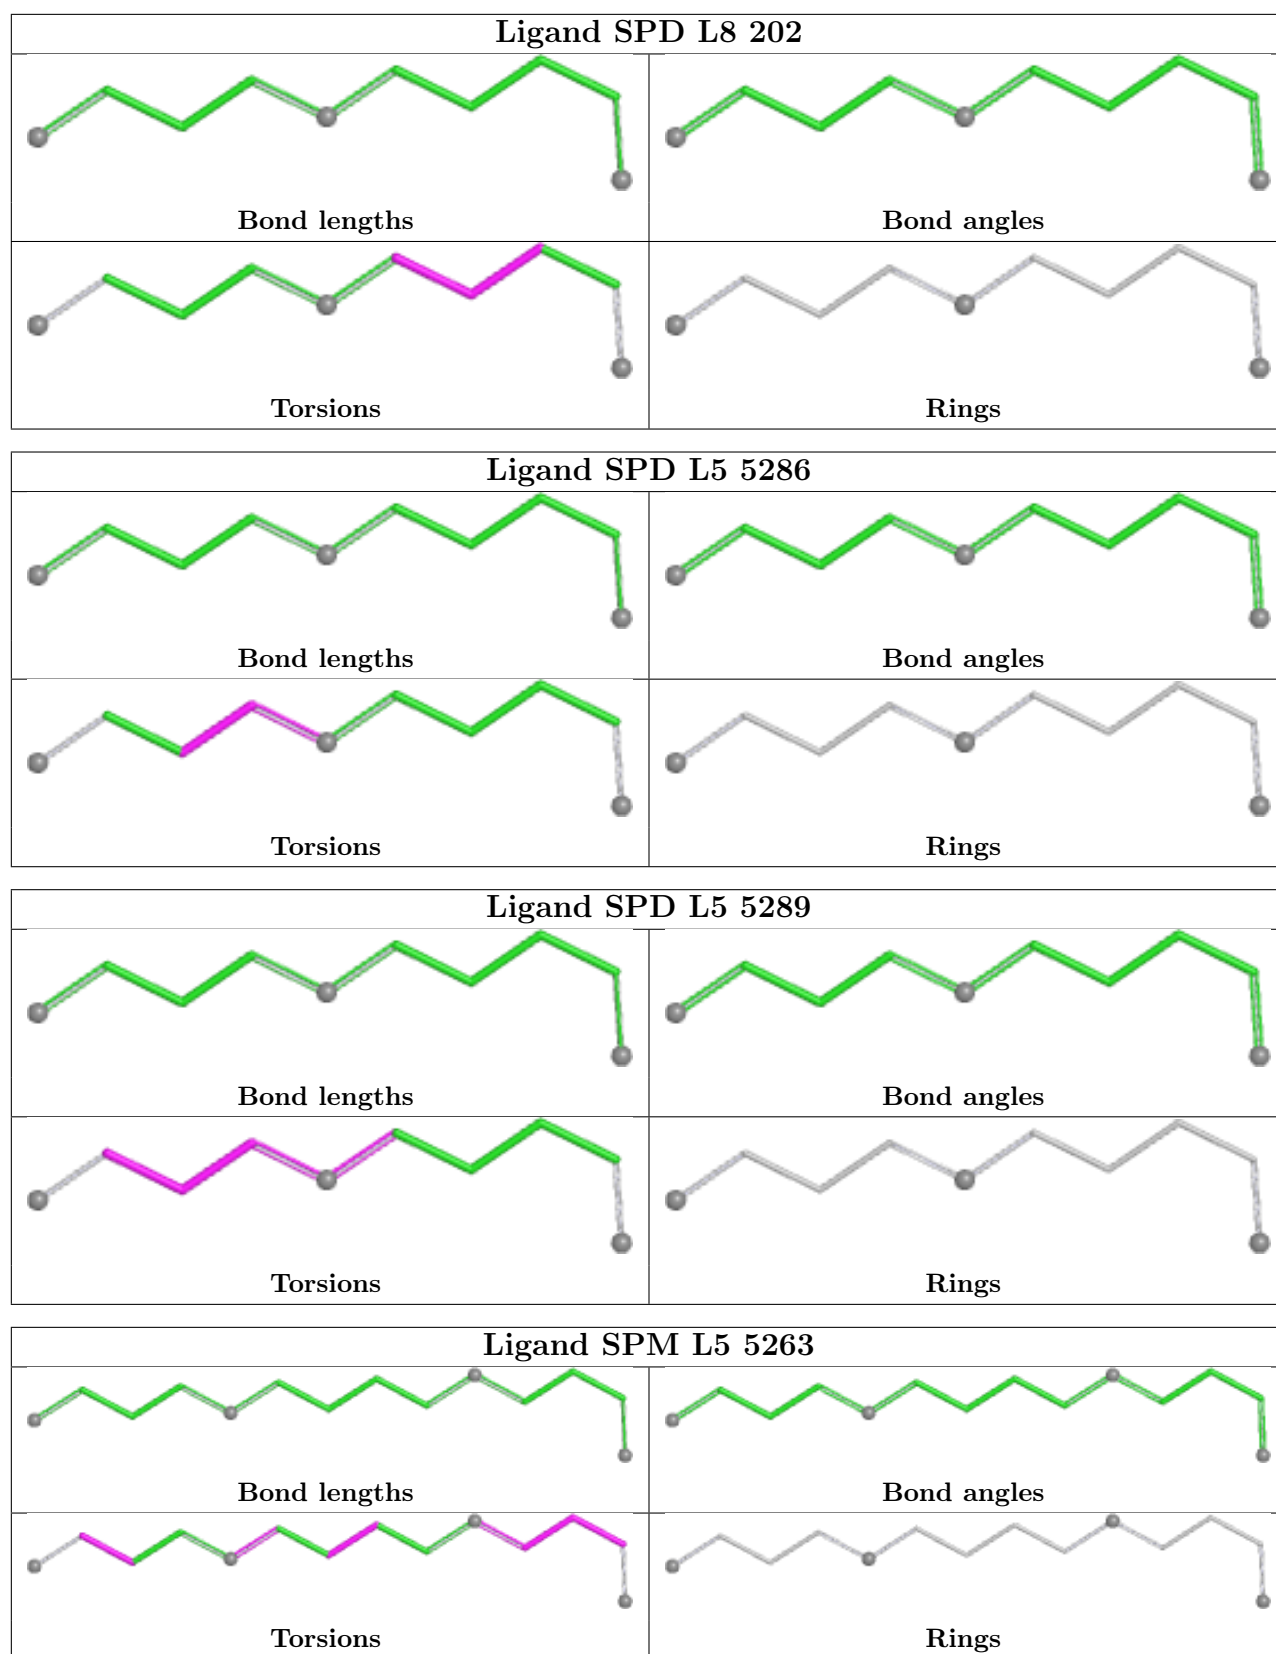 Ligand SPD L8 202
Bond lengths
Bond angles
Torsions
Rings
Ligand SPD L5 5286
Bond lengths
Bond angles
Torsions
Rings
Ligand SPD L5 5289
Bond lengths
Bond angles
Torsions
Rings
Ligand SPM L5 5263
Bond lengths
Bond angles
Torsions
Rings